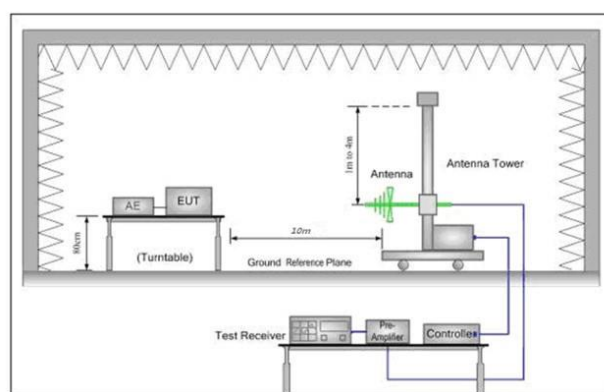 1m to 4m
Antenna
Antenna Tower
AE
EUT
80cm
(Turntable)
10m
Ground Reference Plane
Test Receiver
Pre-
Amplifier
Controller